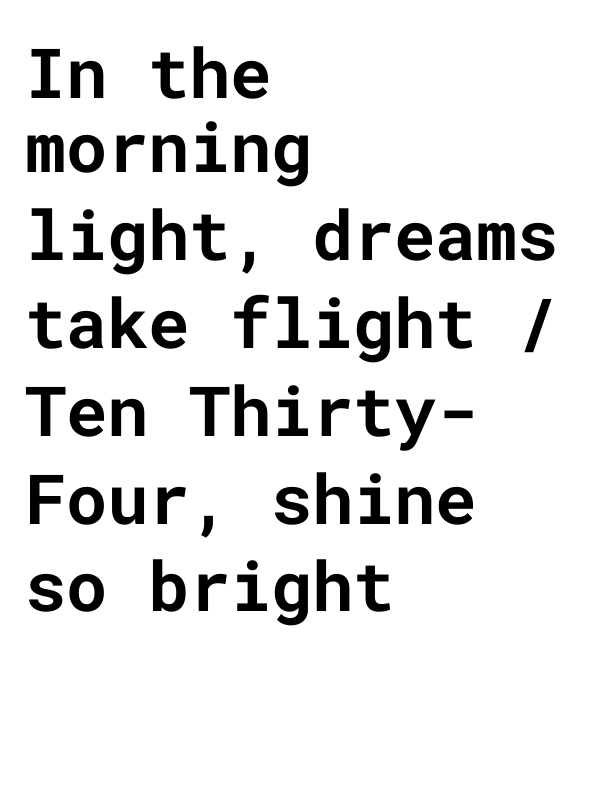 In the
morning
light, dreams
take flight /
Ten Thirty-
Four, shine
so bright